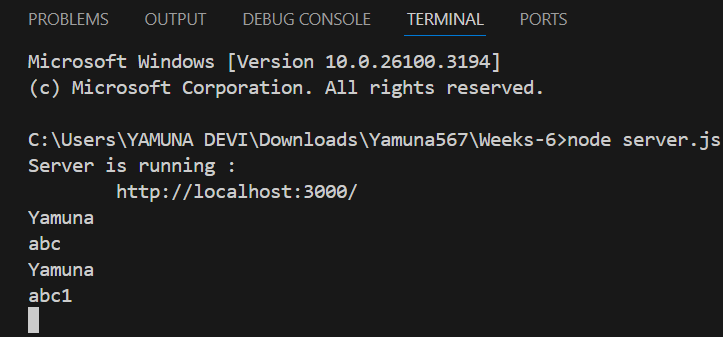 PROBLEMS OUTPUT DEBUG CONSOLE TERMINAL PORTS
Microsoft Windows [Version 10.0.26100.3194]
(c) Microsoft Corporation. All rights reserved.
C:\Users\YAMUNA DEVI\Downloads\Yamuna567\Weeks-6>node server.js
Server is running :
http://localhost:3000/
Yamuna
abc
Yamuna
abc1